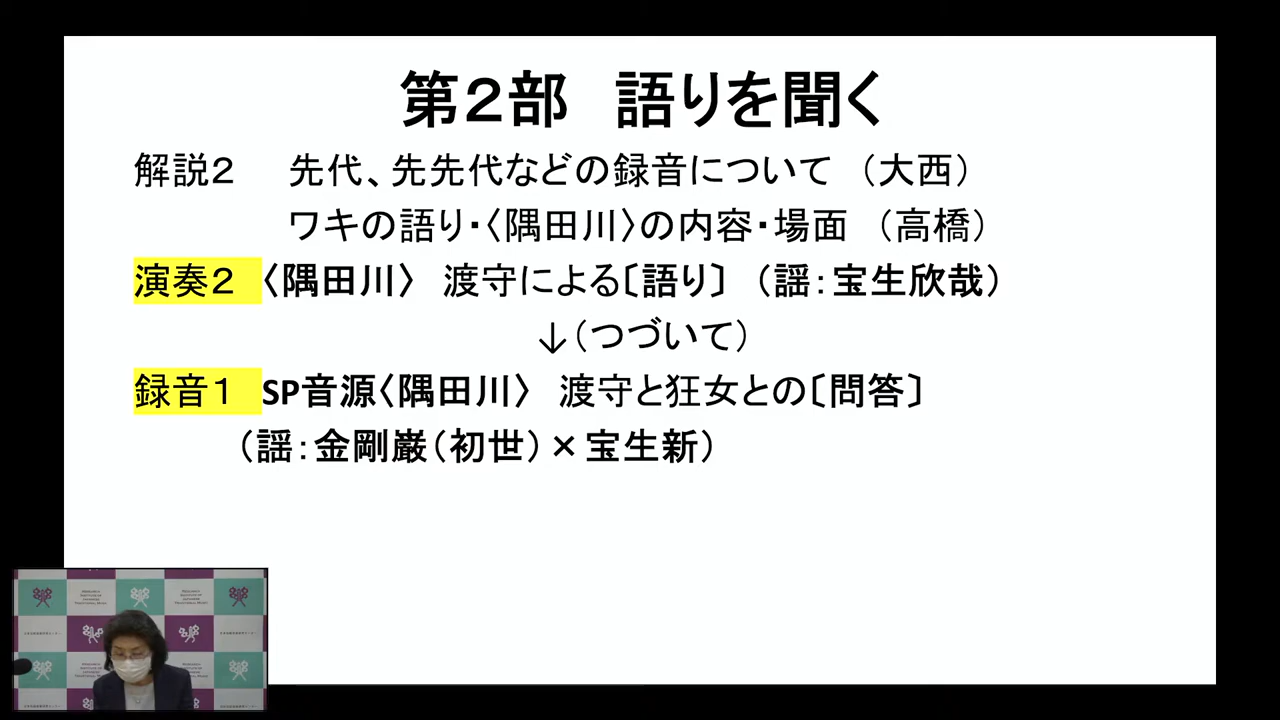 第２部　語りを聞く
解説２　先代、先先代などの録音について　（大西）
ワキの語り・〈隅田川〉の内容・場面　（高橋）
演奏２　〈隅田川〉　渡守による〔語り〕　（謡：宝生欣哉）
↓（つづいて）
録音１　SP音源〈隅田川〉　渡守と狂女との〔問答〕
（謡：金剛巌（初世）×宝生新）